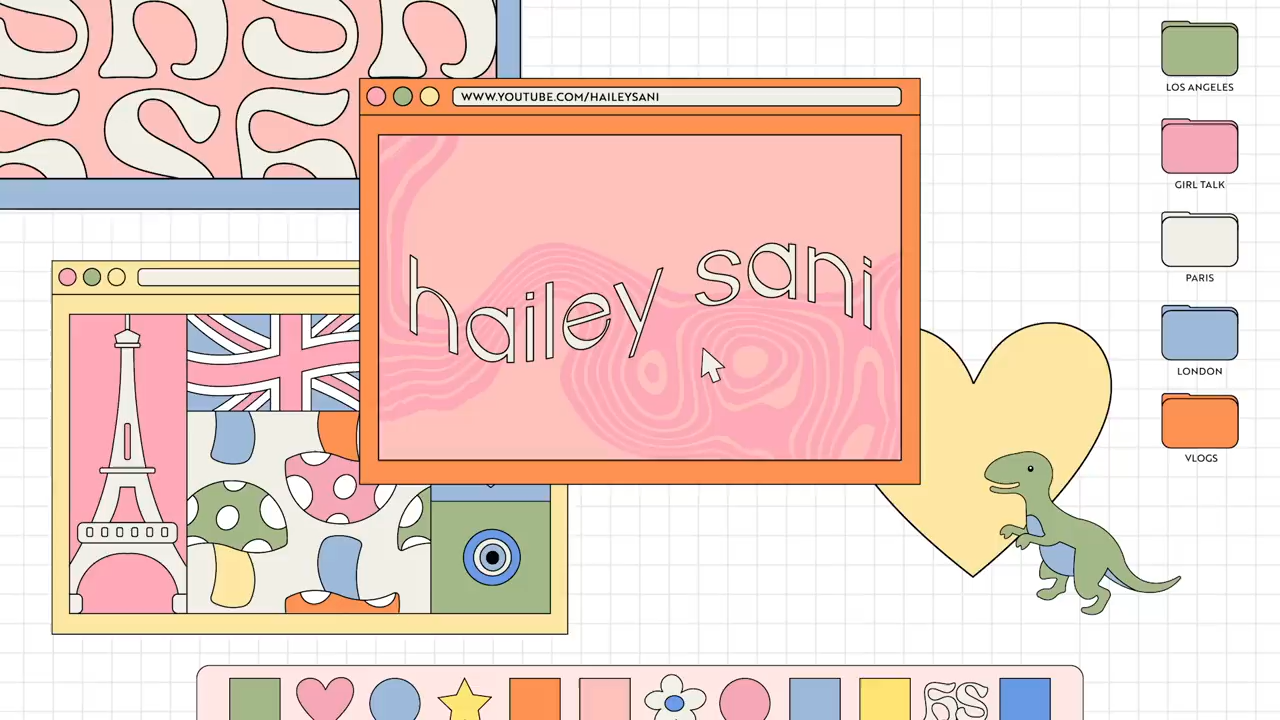 WWW.YOUTUBE.COM/HAILEYSANI
hailey sani
LOS ANGELES
GIRL TALK
PARIS
LONDON
VLOGS